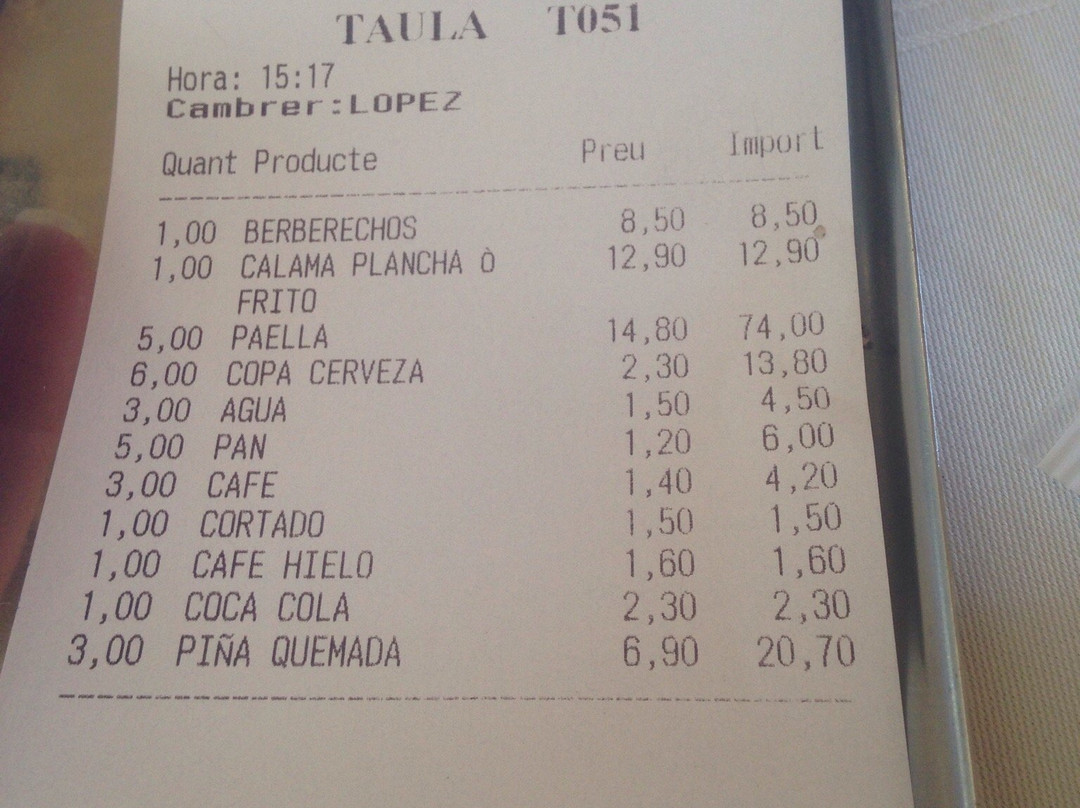 TAULA T051
Hora: 15:17
Cambrer:LOPEZ
Quant Producte Preu Import
1,00 BERBERECHOS 8,50 8,50
1,00 CALAMA PLANCHA Ò 12,90 12,90
FRITO
5,00 PAELLA 14,80 74,00
6,00 COPA CERVEZA 2,30 13,80
3,00 AGUA 1,50 4,50
5,00 PAN 1,20 6,00
3,00 CAFE 1,40 4,20
1,00 CORTADO 1,50 1,50
1,00 CAFE HIELO 1,60 1,60
1,00 COCA COLA 2,30 2,30
3,00 PIÑA QUEMADA 6,90 20,70